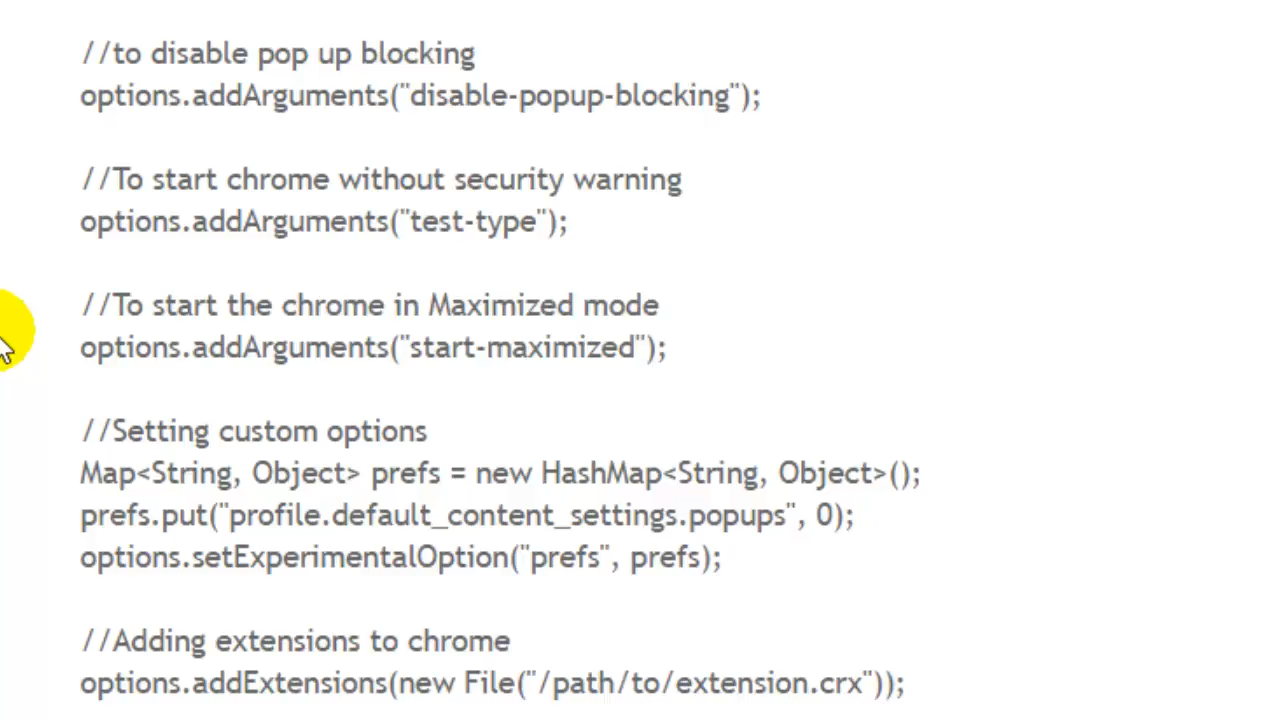 //to disable pop up blocking
options.addArguments("disable-popup-blocking");
//To start chrome without security warning
options.addArguments("test-type");
//To start the chrome in Maximized mode
options.addArguments("start-maximized");
//Setting custom options
Map<String, Object> prefs = new HashMap<String, Object>();
prefs.put("profile.default_content_settings.popups", 0);
options.setExperimentalOption("prefs", prefs);
//Adding extensions to chrome
options.addExtensions(new File("/path/to/extension.crx"));